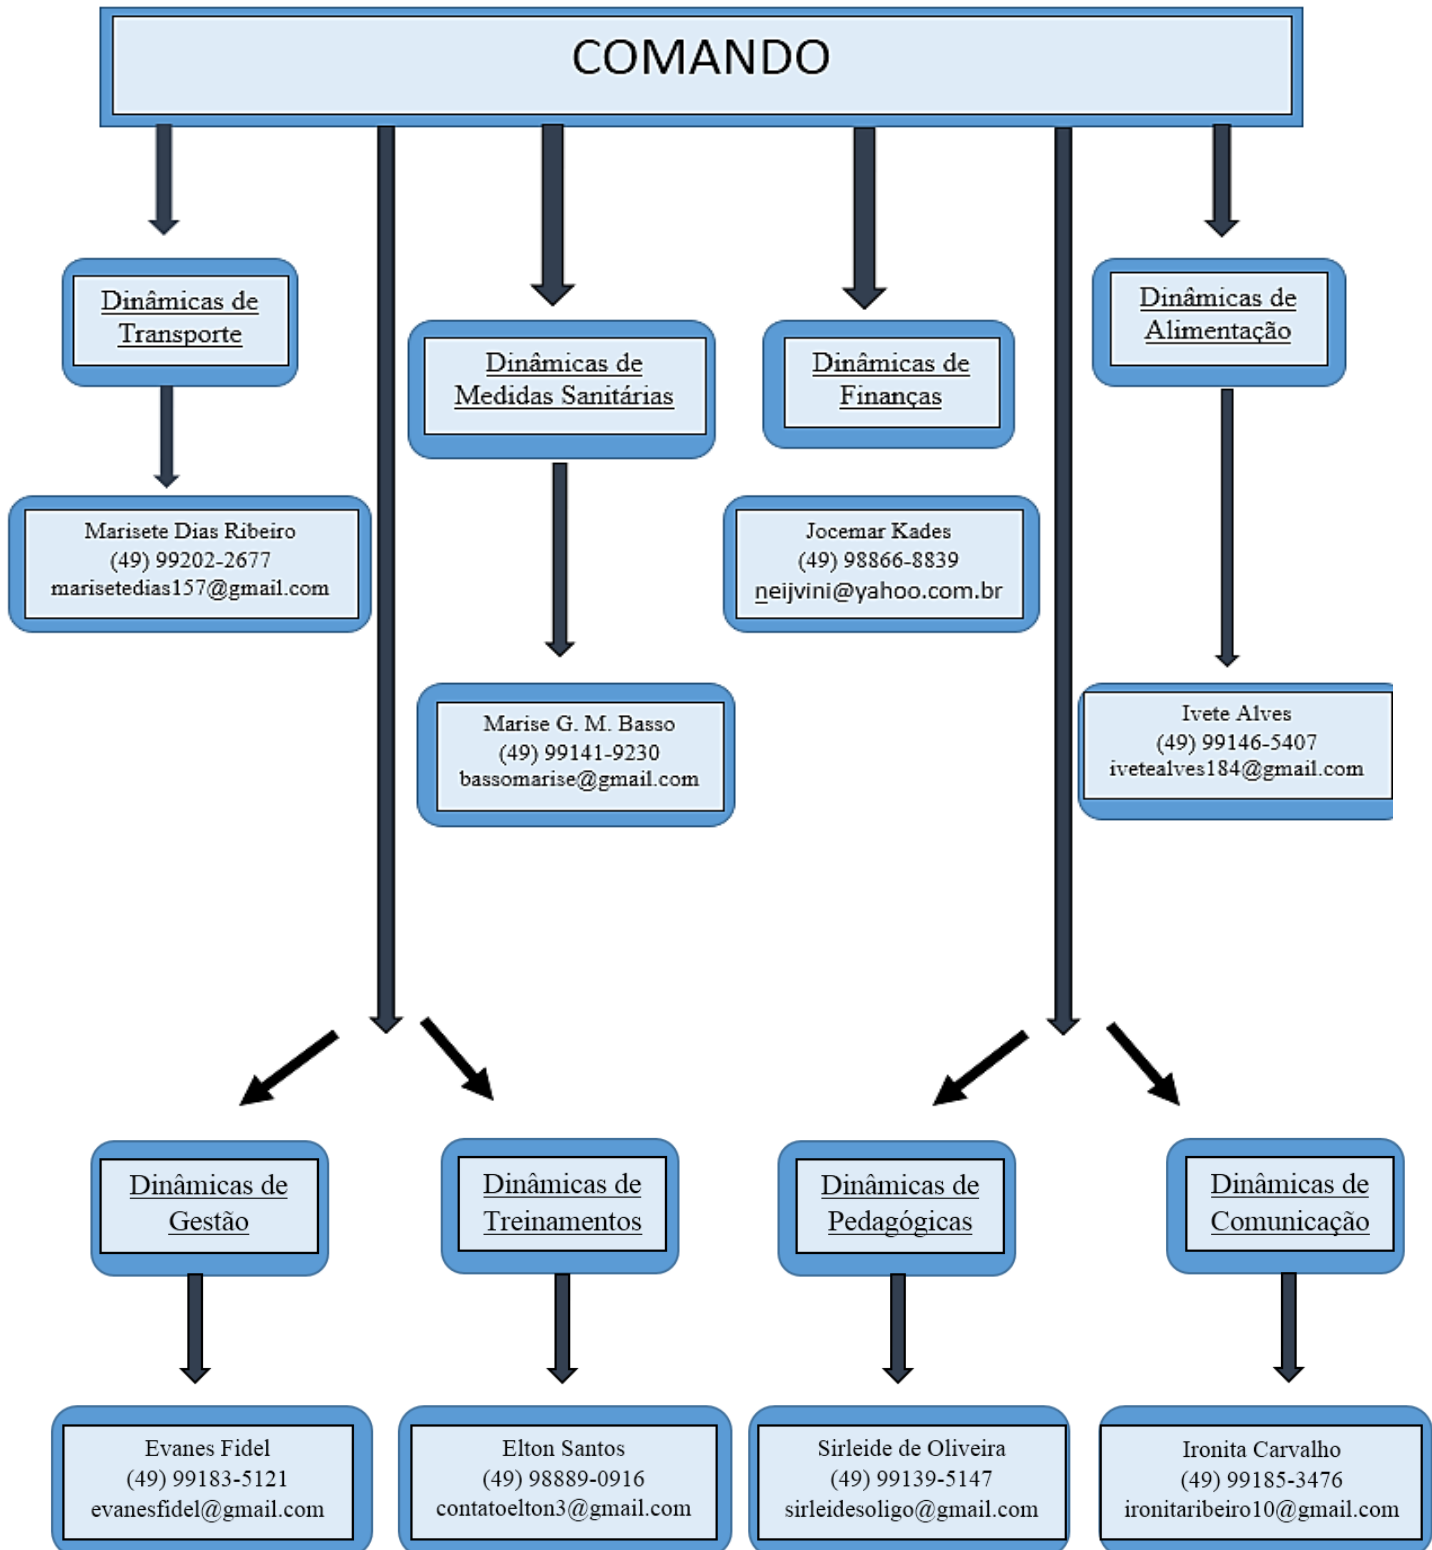 COMANDO
Dinâmicas de
Transporte
Dinâmicas de
Medidas Sanitárias
Dinâmicas de
Finanças
Dinâmicas de
Alimentação
Marisete Dias Ribeiro
(49) 99202-2677
marisetedias157@gmail.com
Jocemar Kades
(49) 98866-8839
neijvini@yahoo.com.br
Marise G. M. Basso
(49) 99141-9230
bassomarise@gmail.com
Ivete Alves
(49) 99146-5407
ivetealves184@gmail.com
Dinâmicas de
Gestão
Dinâmicas de
Treinamentos
Dinâmicas de
Pedagógicas
Dinâmicas de
Comunicação
Evanes Fidel
(49) 99183-5121
evanesfidel@gmail.com
Elton Santos
(49) 98889-0916
contatoelton3@gmail.com
Sirleide de Oliveira
(49) 99139-5147
sirleidesoligo@gmail.com
Ironita Carvalho
(49) 99185-3476
ironitaribeiro10@gmail.com